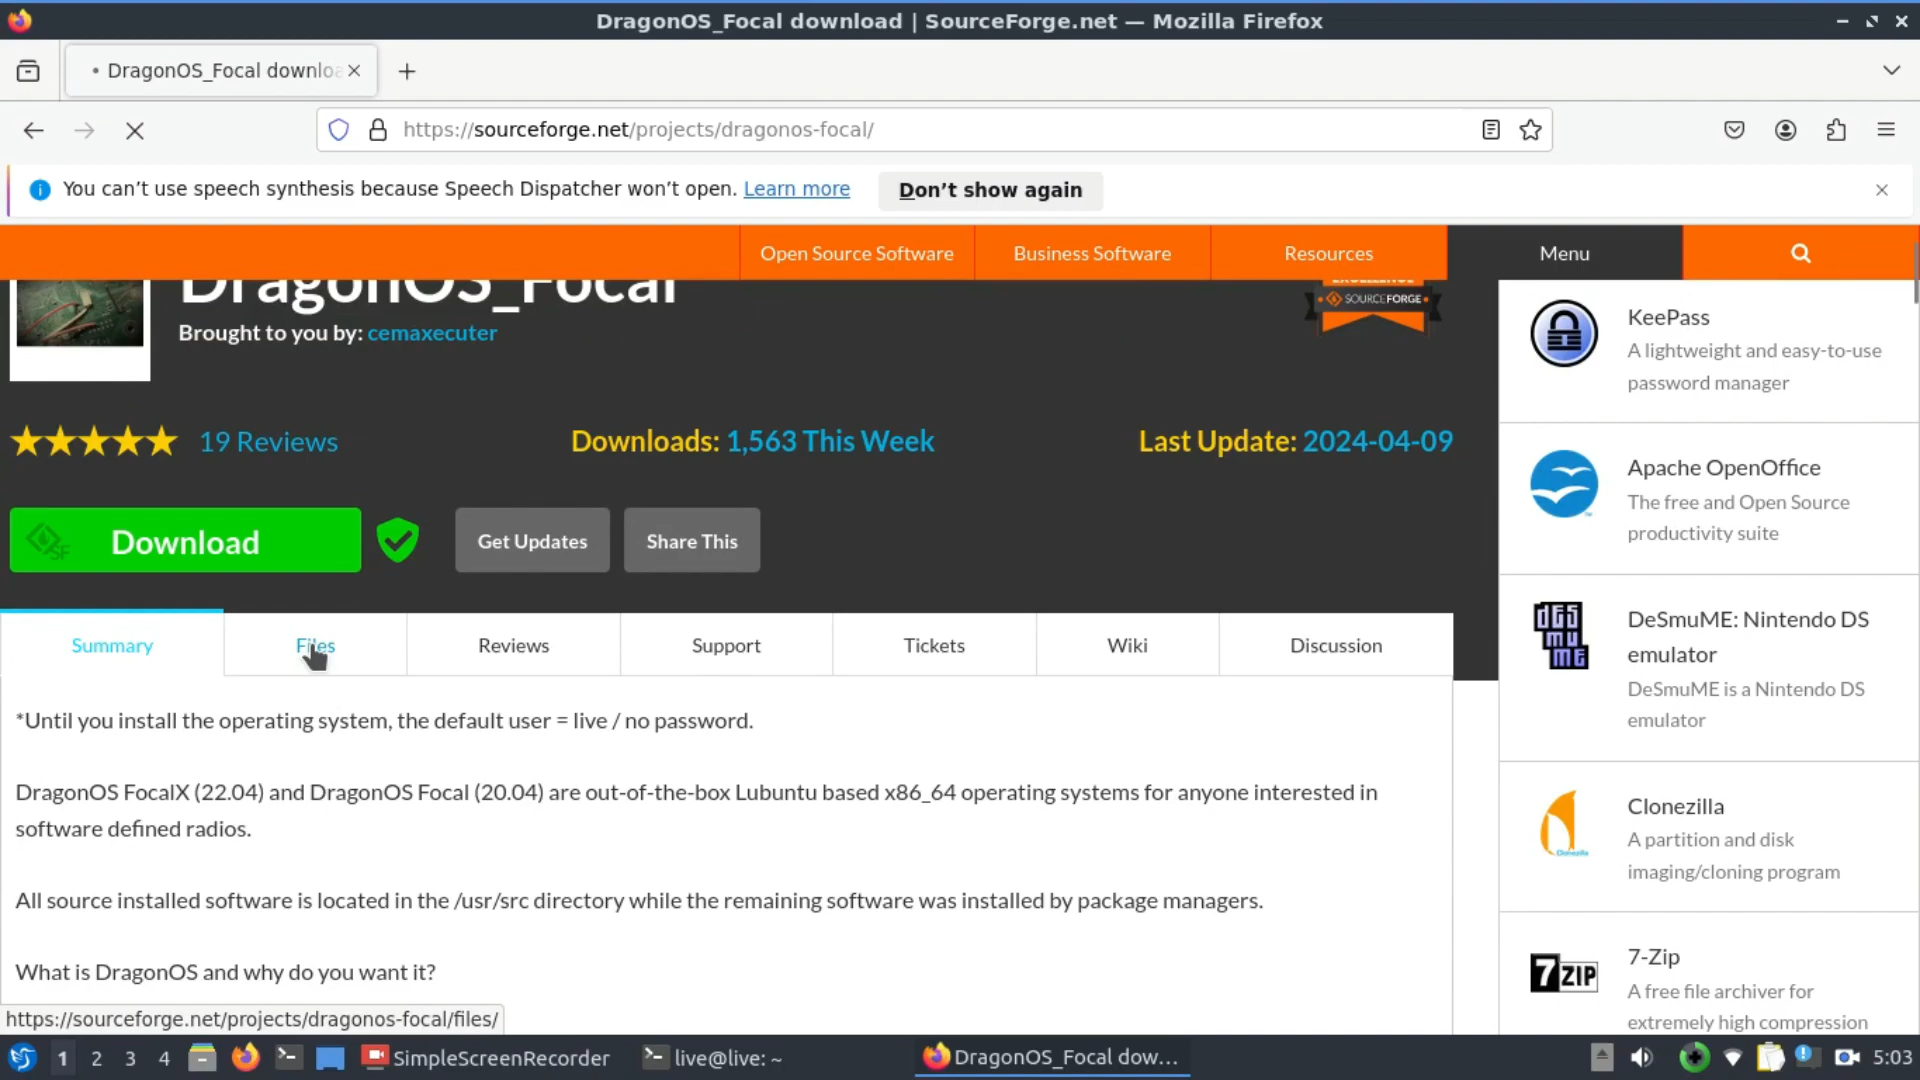 DragonOS_Focal download | SourceForge.net — Mozilla Firefox
• DragonOS_Focal downloa
https://sourceforge.net/projects/dragonos-focal/
You can’t use speech synthesis because Speech Dispatcher won’t open. Learn more Don’t show again
Open Source Software Business Software Resources Menu
DragonOS_Focal
SOURCEFORGE
Brought to you by: cemaxecuter
19 Reviews Downloads: 1,563 This Week Last Update: 2024-04-09
SF Download Get Updates Share This
Summary Files Reviews Support Tickets Wiki Discussion
*Until you install the operating system, the default user = live / no password.
DragonOS FocalX (22.04) and DragonOS Focal (20.04) are out-of-the-box Lubuntu based x86_64 operating systems for anyone interested in
software defined radios.
All source installed software is located in the /usr/src directory while the remaining software was installed by package managers.
What is DragonOS and why do you want it?
KeePass
A lightweight and easy-to-use
password manager
Apache OpenOffice
The free and Open Source
productivity suite
DeSmuME
DeSmuME: Nintendo DS
emulator
DeSmuME is a Nintendo DS
emulator
Clonezilla
Clonezilla
A partition and disk
imaging/cloning program
7ZIP
7-Zip
A free file archiver for
extremely high compression
https://sourceforge.net/projects/dragonos-focal/files/
1 2 3 4 SimpleScreenRecorder live@live: ~ DragonOS_Focal dow... 5:03